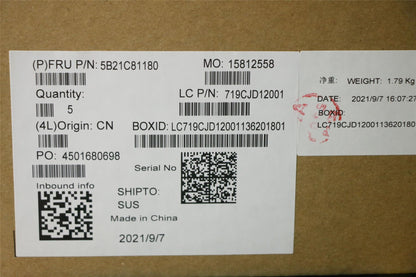 (P)FRU P/N: 5B21C81180
MO: 15812558
Quantity:
5
LC P/N: 719CJD12001
(4L)Origin: CN
BOXID: LC719CJD12001136201801
PO: 4501680698
Serial No
Inbound info
SHIPTO:
SUS
Made in China
2021/9/7
净重: WEIGHT: 1.79 Kg
DATE: 2021/9/7 16:07:27
BOXID:
LC719CJD1200113620180